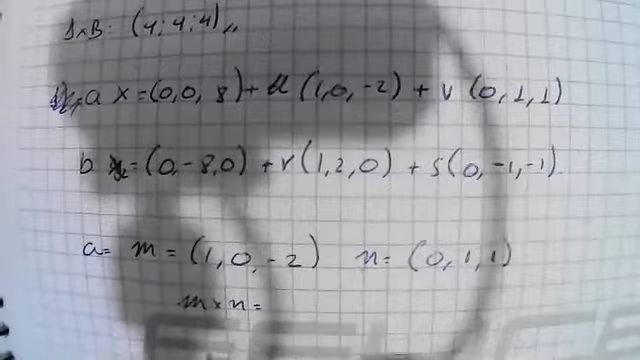 AxB: (4; 4; 4)
a x = (0, 0, 8) + u (1, 0, -2) + v (0, 1, 1)
b x = (0, -8, 0) + r (1, 2, 0) + s (0, -1, -1)
a = m = (1, 0, -2) n = (0, 1, 1)
m x n =